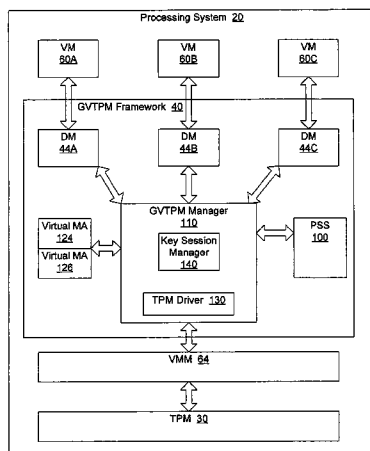 Processing System 20
VM
60A
VM
60B
VM
60C
GVTPM Framework 40
DM
44A
DM
44B
DM
44C
GVTPM Manager
110
Virtual MA
124
Virtual MA
126
Key Session
Manager
140
PSS
100
TPM Driver 130
VMM 64
TPM 30